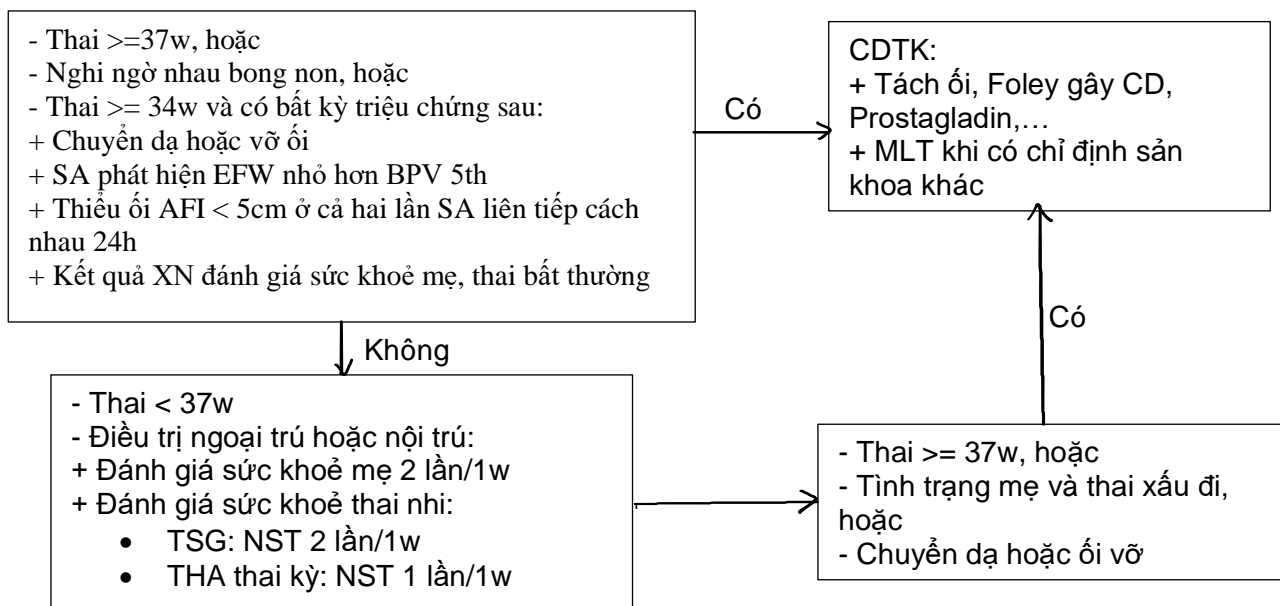 - Thai >=37w, hoặc
- Nghi ngờ nhau bong non, hoặc
- Thai >= 34w và có bất kỳ triệu chứng sau:
+ Chuyển dạ hoặc vỡ ối
+ SA phát hiện EFW nhỏ hơn BPV 5th
+ Thiểu ối AFI < 5cm ở cả hai lần SA liên tiếp cách
nhau 24h
+ Kết quả XN đánh giá sức khoẻ mẹ, thai bất thường
Có
CDTK:
+ Tách ối, Foley gây CD,
Prostagladin,…
+ MLT khi có chỉ định sản
khoa khác
Không
Có
- Thai < 37w
- Điều trị ngoại trú hoặc nội trú:
+ Đánh giá sức khoẻ mẹ 2 lần/1w
+ Đánh giá sức khoẻ thai nhi:
• TSG: NST 2 lần/1w
• THA thai kỳ: NST 1 lần/1w
- Thai >= 37w, hoặc
- Tình trạng mẹ và thai xấu đi,
hoặc
- Chuyển dạ hoặc ối vỡ